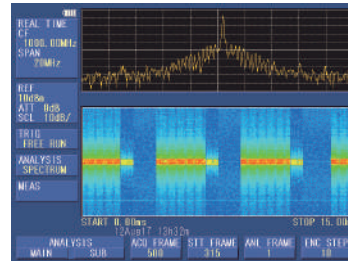 REAL TIME
CF
1000.00MHz
SPAN
20MHz
REF
10dBm
ATT 0dB
SCL 10dB/
TRIG
FREE RUN
ANALYSIS
SPECTRUM
MEAS
START 0.00ms STOP 15.00
12Aug17 13h32m
ANALYSIS
MAIN SUB
ACQ FRAME
500
STT FRAME
315
ANL FRAME
1
ENC STEP
10